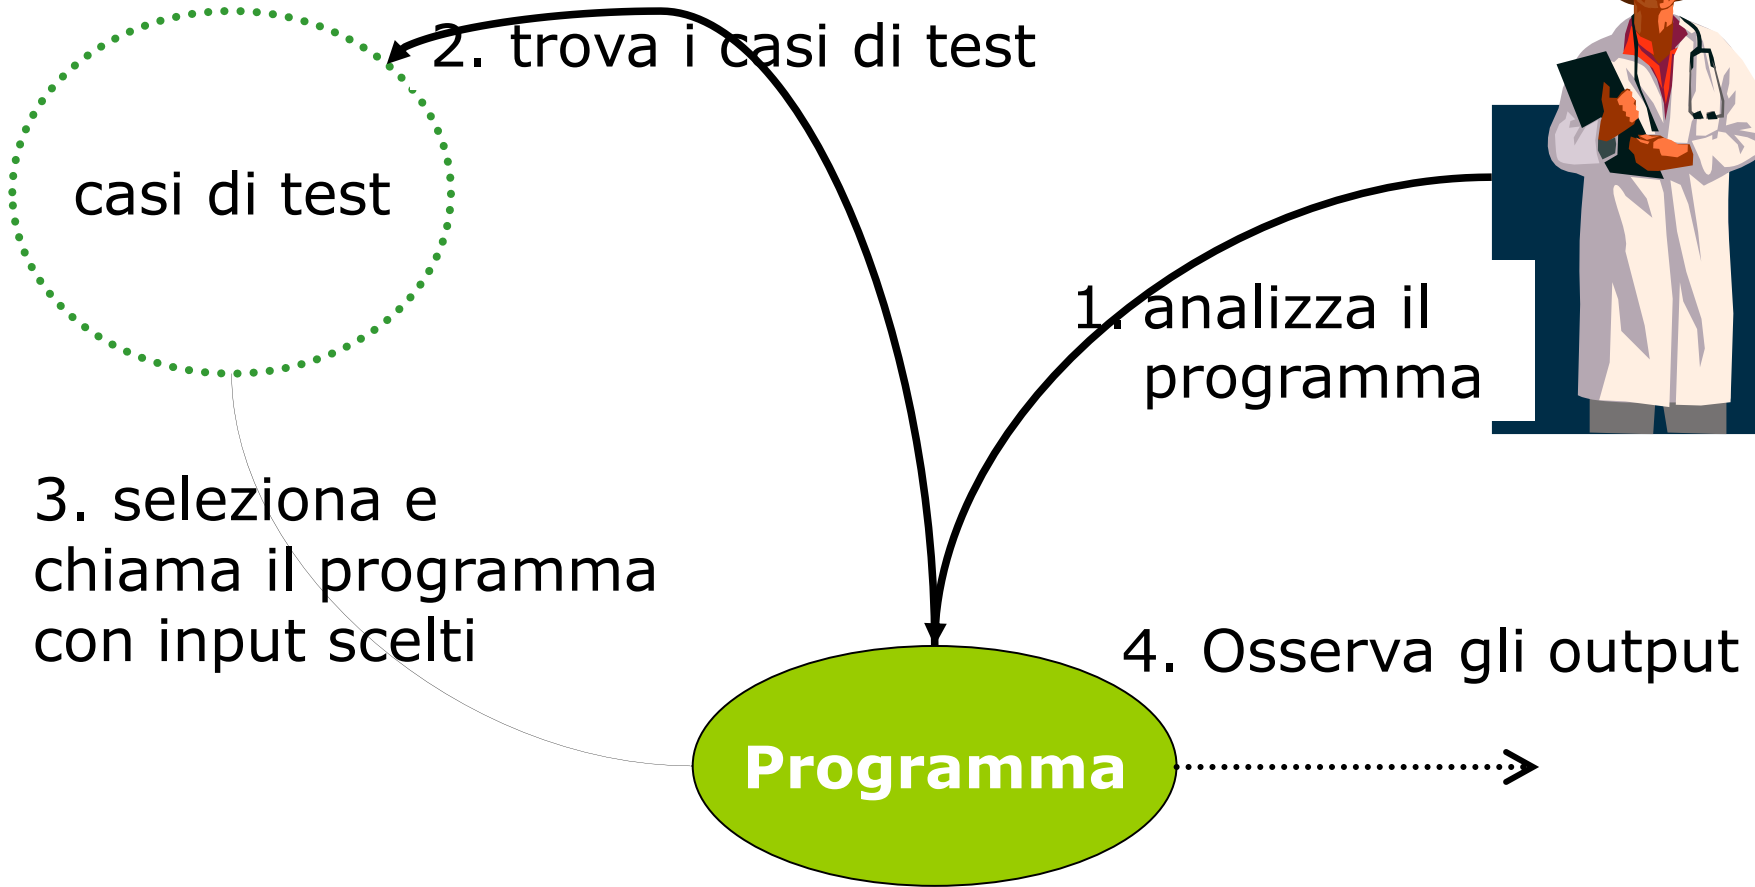 2. trova i casi di test
casi di test
1. analizza il
programma
3. seleziona e
chiama il programma
con input scelti
4. Osserva gli output
Programma